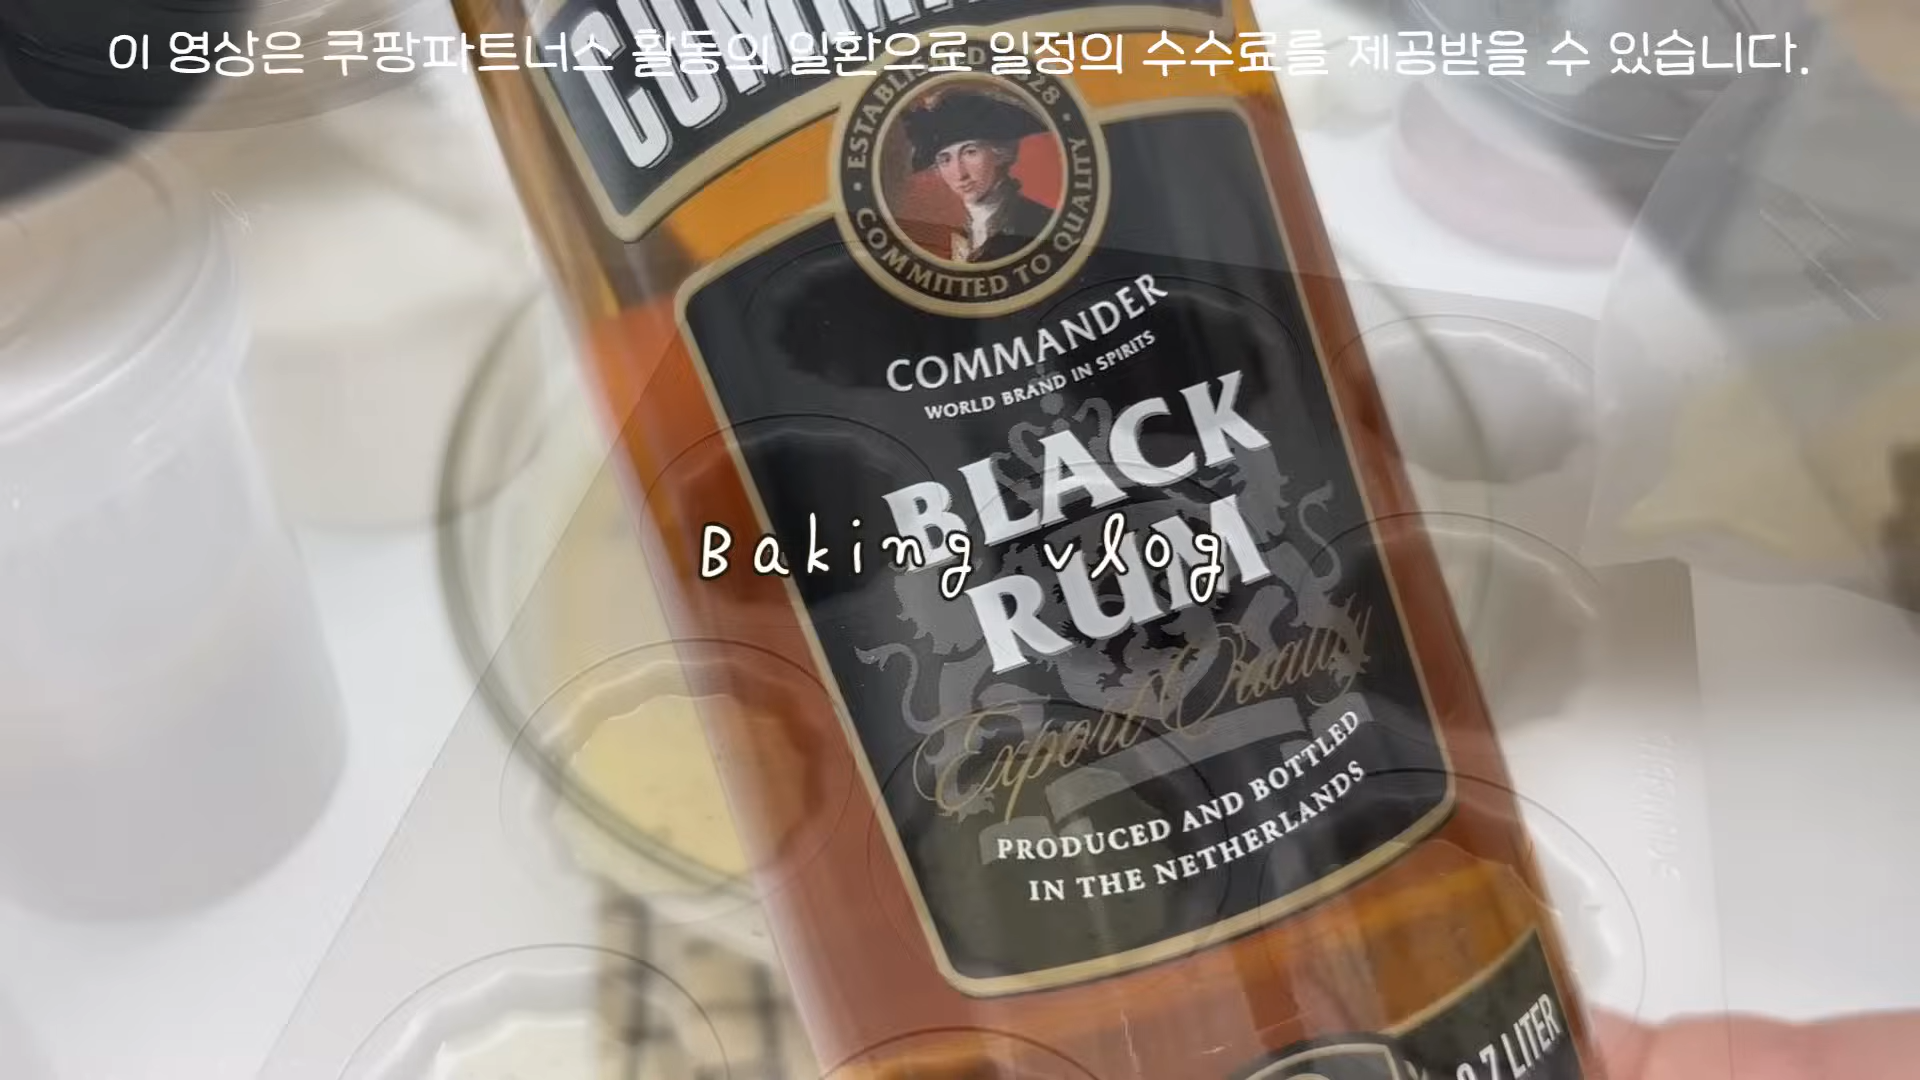 이 영상은 쿠팡파트너스 활동의 일환으로 일정의 수수료를 제공받을 수 있습니다.
ESTABLISHED
COMMITTED TO QUALITY
COMMANDER
WORLD BRAND IN SPIRITS
BLACK
RUM
Baking vlog
Export Quality
PRODUCED AND BOTTLED
IN THE NETHERLANDS
0.7 LITER